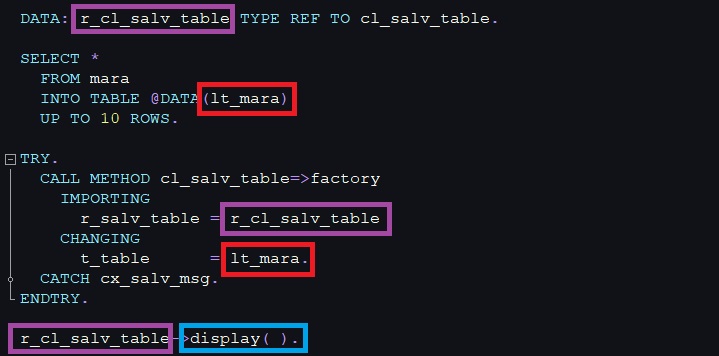 DATA: r_cl_salv_table TYPE REF TO cl_salv_table.
SELECT *
FROM mara
INTO TABLE @DATA(lt_mara)
UP TO 10 ROWS.
TRY.
CALL METHOD cl_salv_table=>factory
IMPORTING
r_salv_table = r_cl_salv_table
CHANGING
t_table = lt_mara.
CATCH cx_salv_msg.
ENDTRY.
r_cl_salv_table->display( ).